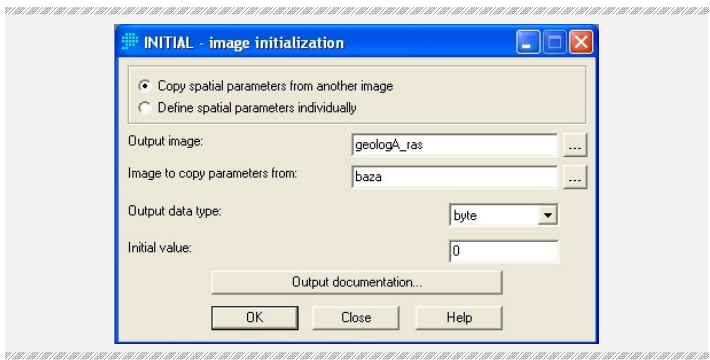 INITIAL - image initialization
Copy spatial parameters from another image
Define spatial parameters individually
Output image: geologA_ras ...
Image to copy parameters from: baza ...
Output data type: byte
Initial value: 0
Output documentation...
OK Close Help